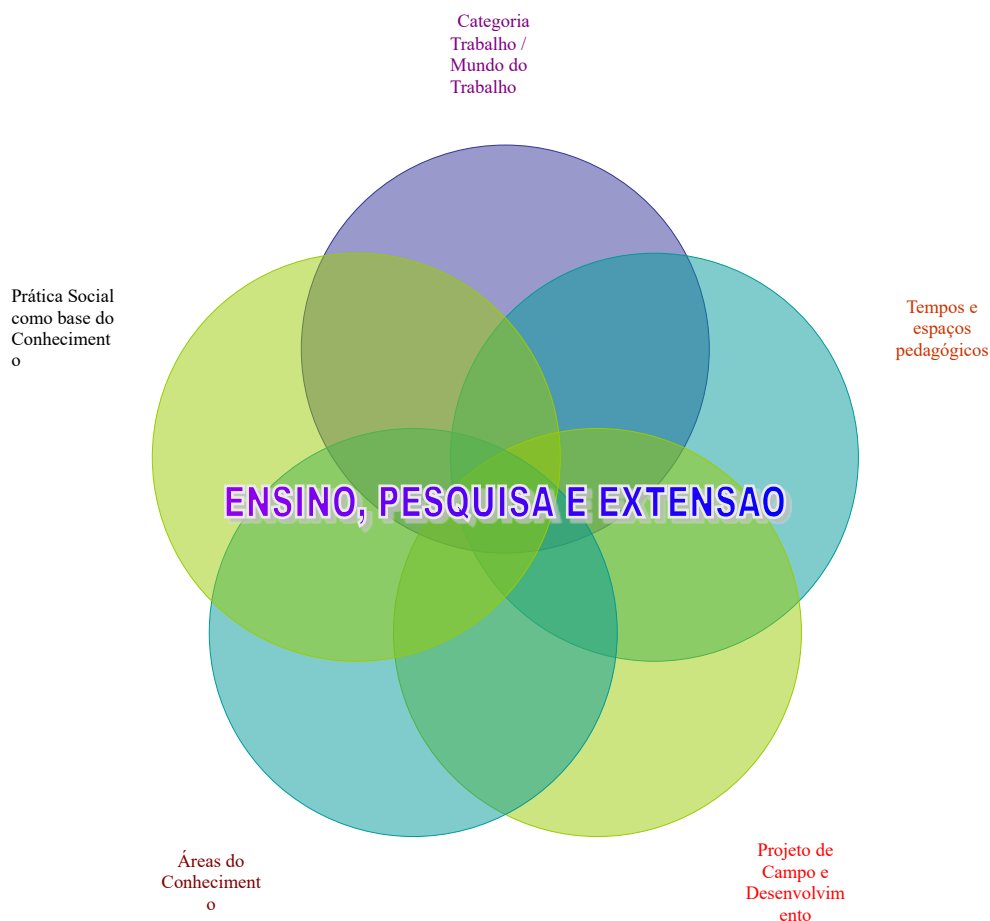 Categoria
Trabalho /
Mundo do
Trabalho
Prática Social
como base do
Conheciment
o
Tempos e
espaços
pedagógicos
ENSINO, PESQUISA E EXTENSAO
Áreas do
Conheciment
o
Projeto de
Campo e
Desenvolvim
ento